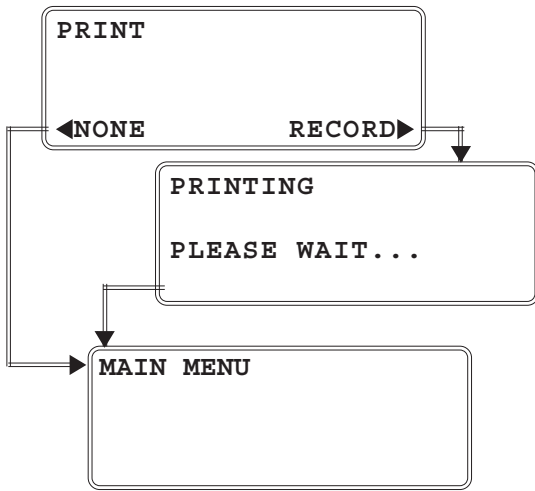 PRINT
◀NONE RECORD▶
PRINTING
PLEASE WAIT...
MAIN MENU